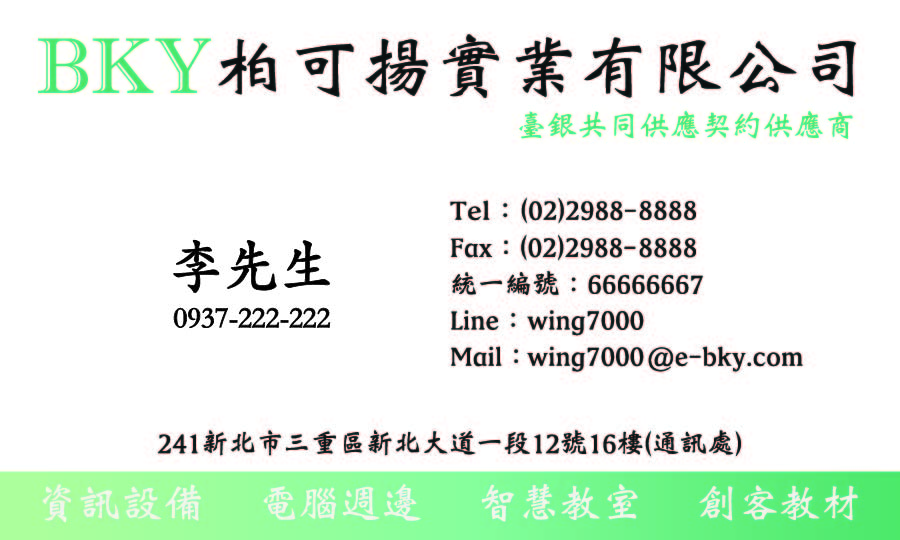 BKY柏可揚實業有限公司
臺銀共同供應契約供應商
Tel：(02)2988-8888
Fax：(02)2988-8888
統一編號：66666667
Line：wing7000
Mail：wing7000@e-bky.com
李先生
0937-222-222
241新北市三重區新北大道一段12號16樓(通訊處)
資訊設備 電腦週邊 智慧教室 創客教材